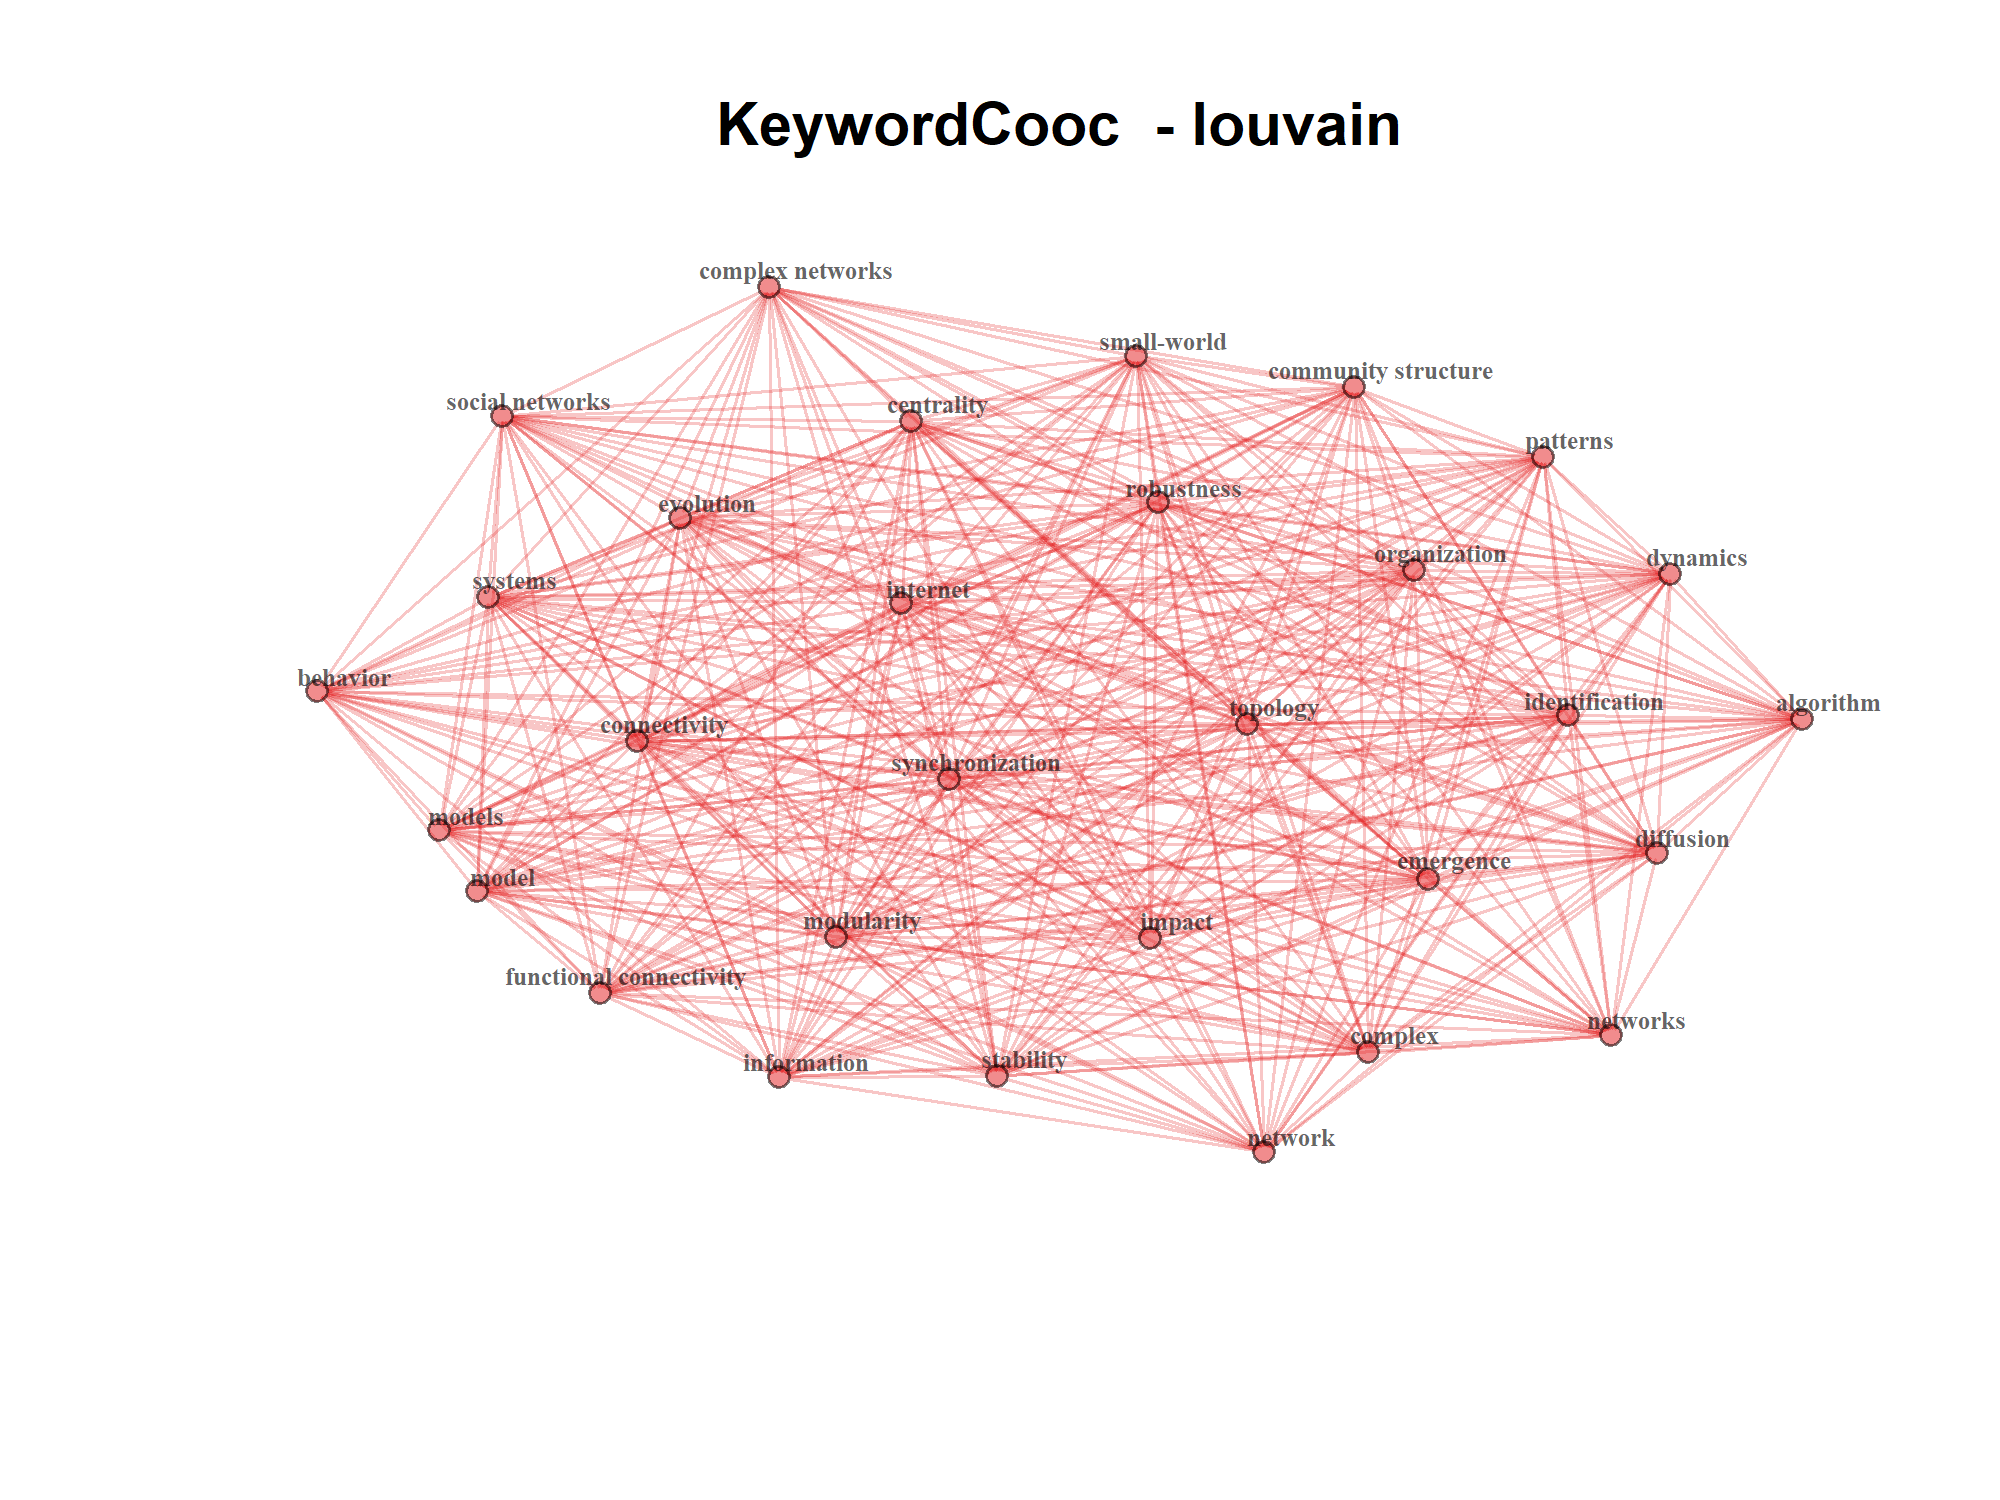 KeywordCooc - louvain
complex networks
small-world
community structure
social networks
centrality
patterns
robustness
evolution
organization
dynamics
systems
internet
behavior
identification
algorithm
topology
connectivity
synchronization
models
diffusion
emergence
model
modularity
impact
functional connectivity
networks
complex
stability
information
network